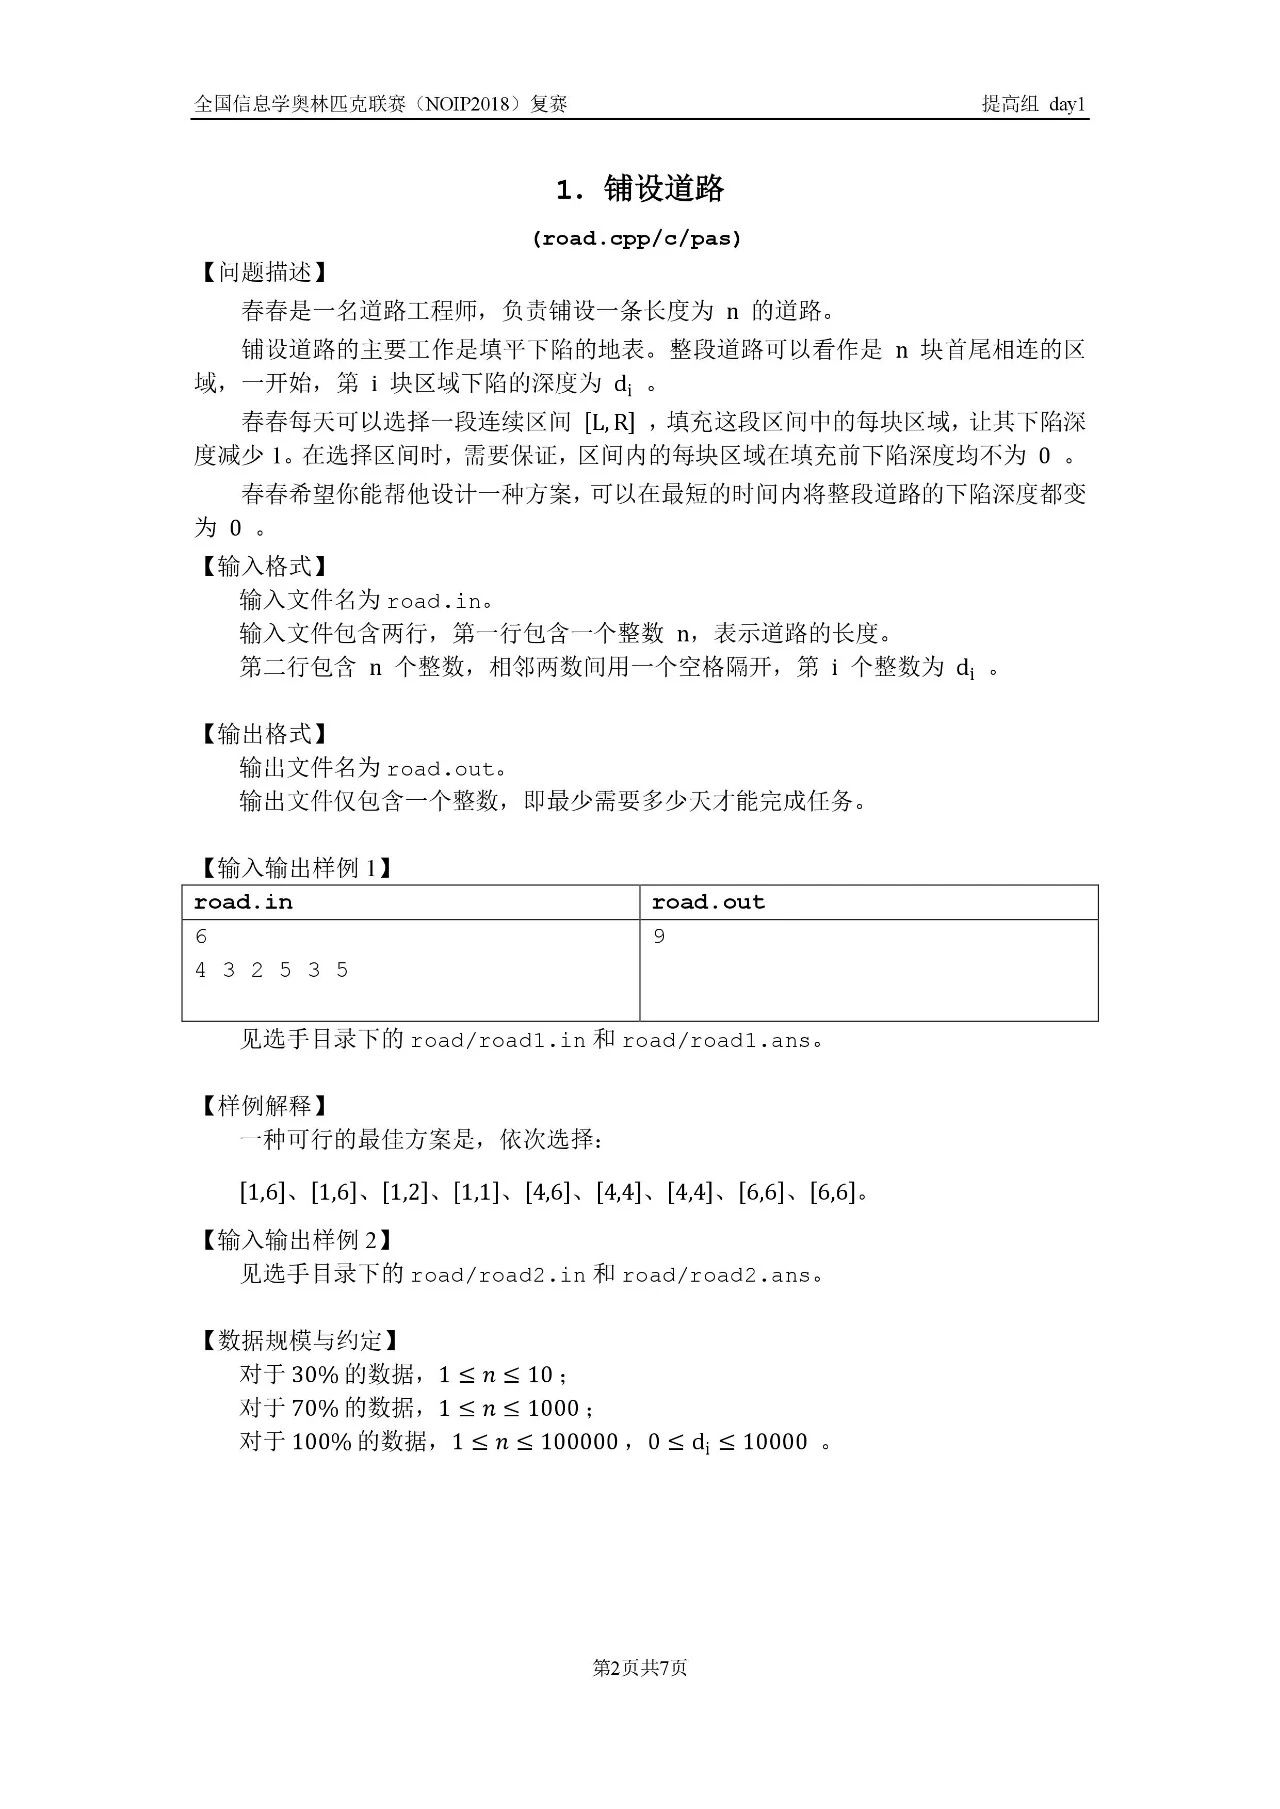 全国信息学奥林匹克联赛（NOIP2018）复赛 提高组 day1
1. 铺设道路
(road.cpp/c/pas)
【问题描述】
春春是一名道路工程师，负责铺设一条长度为 n 的道路。
铺设道路的主要工作是填平下陷的地表。整段道路可以看作是 n 块首尾相连的区
域，一开始，第 i 块区域下陷的深度为 dᵢ 。
春春每天可以选择一段连续区间 [L,R] ，填充这段区间中的每块区域，让其下陷深
度减少 1。在选择区间时，需要保证，区间内的每块区域在填充前下陷深度均不为 0 。
春春希望你能帮他设计一种方案，可以在最短的时间内将整段道路的下陷深度都变
为 0 。
【输入格式】
输入文件名为 road.in。
输入文件包含两行，第一行包含一个整数 n，表示道路的长度。
第二行包含 n 个整数，相邻两数间用一个空格隔开，第 i 个整数为 dᵢ 。
【输出格式】
输出文件名为 road.out。
输出文件仅包含一个整数，即最少需要多少天才能完成任务。
【输入输出样例 1】
road.in road.out
6 9
4 3 2 5 3 5
见选手目录下的 road/road1.in 和 road/road1.ans。
【样例解释】
一种可行的最佳方案是，依次选择：
[1,6]、[1,6]、[1,2]、[1,1]、[4,6]、[4,4]、[4,4]、[6,6]、[6,6]。
【输入输出样例 2】
见选手目录下的 road/road2.in 和 road/road2.ans。
【数据规模与约定】
对于 30% 的数据，1 ≤ n ≤ 10 ；
对于 70% 的数据，1 ≤ n ≤ 1000 ；
对于 100% 的数据，1 ≤ n ≤ 100000 ，0 ≤ dᵢ ≤ 10000 。
第2页共7页